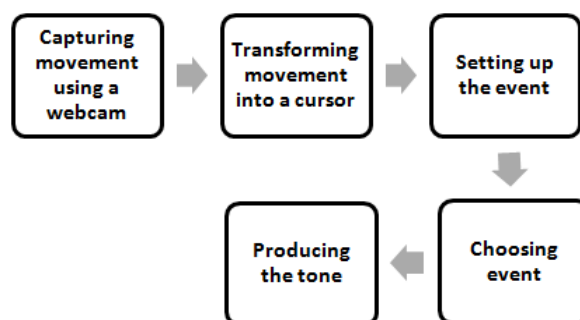 Capturing
movement
using a
webcam
Transforming
movement
into a cursor
Setting up
the event
Choosing
event
Producing
the tone